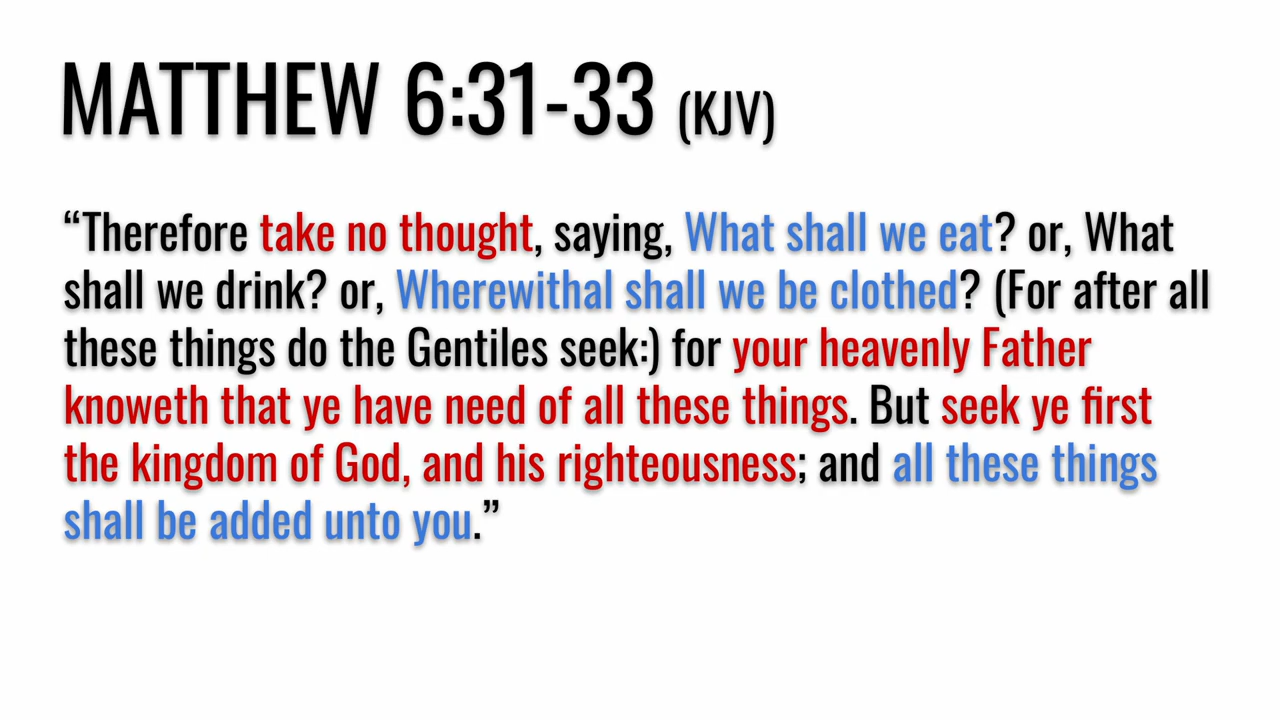 MATTHEW 6:31-33 (KJV)
“Therefore take no thought, saying, What shall we eat? or, What
shall we drink? or, Wherewithal shall we be clothed? (For after all
these things do the Gentiles seek:) for your heavenly Father
knoweth that ye have need of all these things. But seek ye first
the kingdom of God, and his righteousness; and all these things
shall be added unto you.”